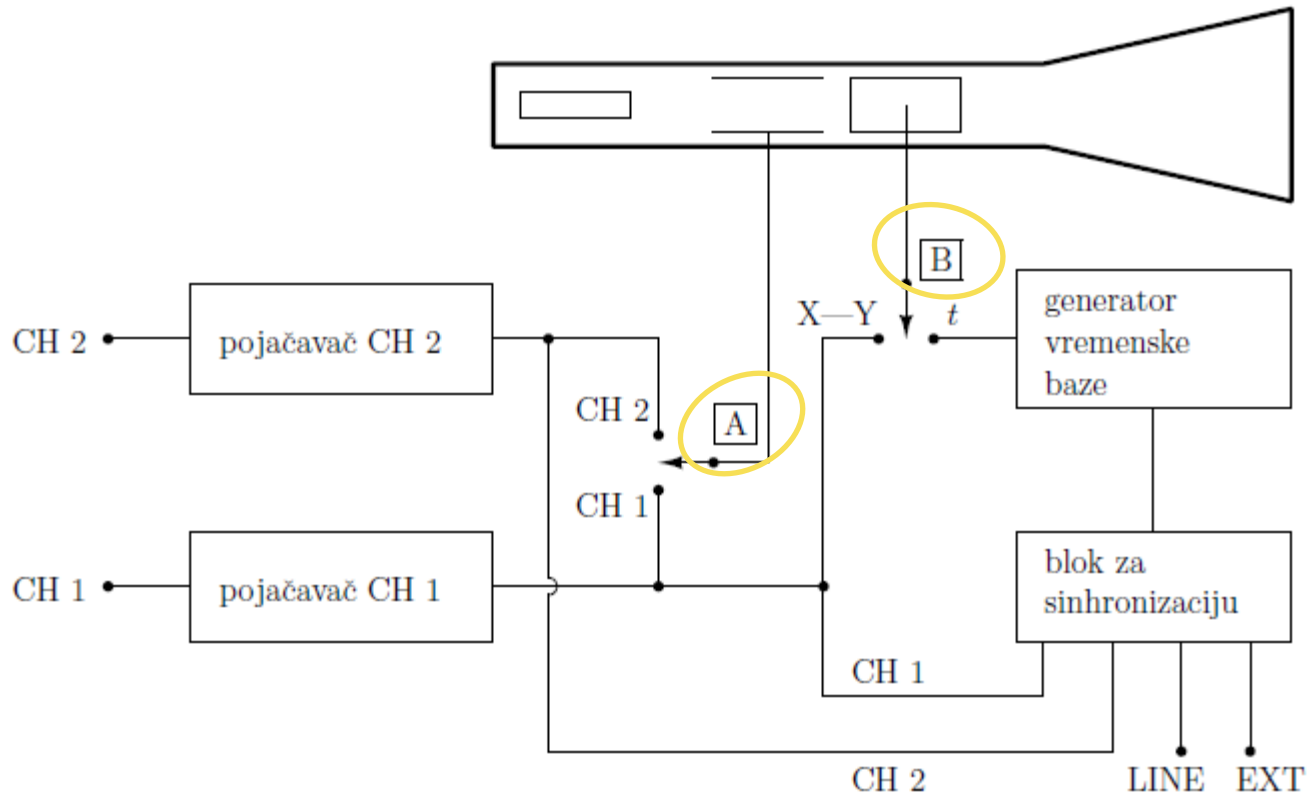 B
X—Y
t
generator
vremenske
baze
CH 2
pojačavač CH 2
CH 2
A
CH 1
CH 1
pojačavač CH 1
blok za
sinhronizaciju
CH 1
CH 2
LINE
EXT